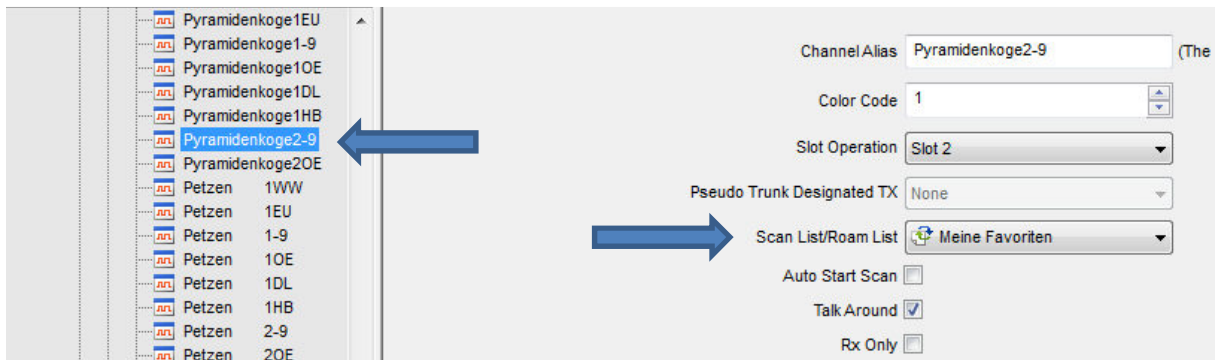 Pyramidenkoge1EU
Pyramidenkoge1-9
Pyramidenkoge1OE
Pyramidenkoge1DL
Pyramidenkoge1HB
Pyramidenkoge2-9
Pyramidenkoge2OE
Petzen 1WW
Petzen 1EU
Petzen 1-9
Petzen 1OE
Petzen 1DL
Petzen 1HB
Petzen 2-9
Petzen 2OE
Channel Alias Pyramidenkoge2-9 (The
Color Code 1
Slot Operation Slot 2
Pseudo Trunk Designated TX None
Scan List/Roam List Meine Favoriten
Auto Start Scan
Talk Around
Rx Only